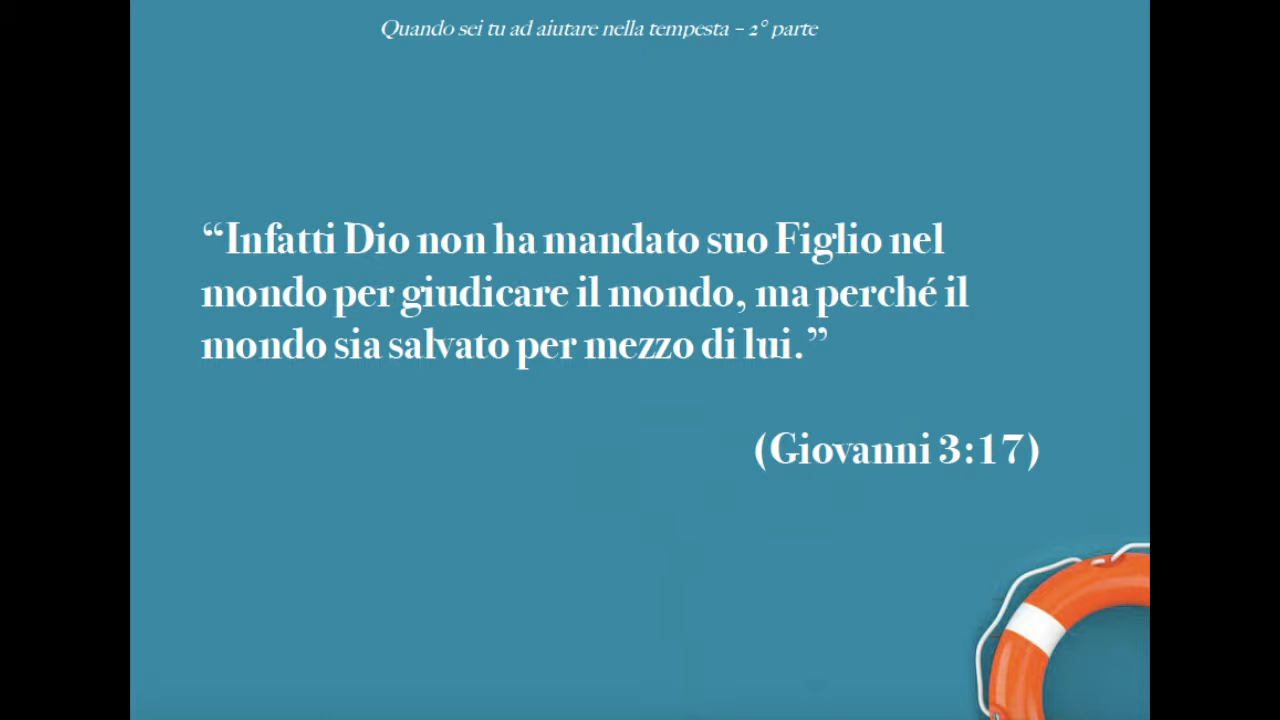 Quando sei tu ad aiutare nella tempesta – 2° parte
“Infatti Dio non ha mandato suo Figlio nel
mondo per giudicare il mondo, ma perché il
mondo sia salvato per mezzo di lui.”
(Giovanni 3:17)